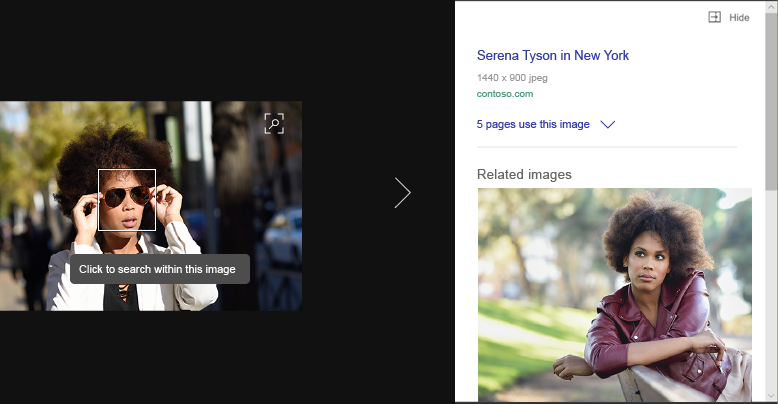 Hide
Serena Tyson in New York
1440 x 900 jpeg
contoso.com
5 pages use this image
Related images
Click to search within this image